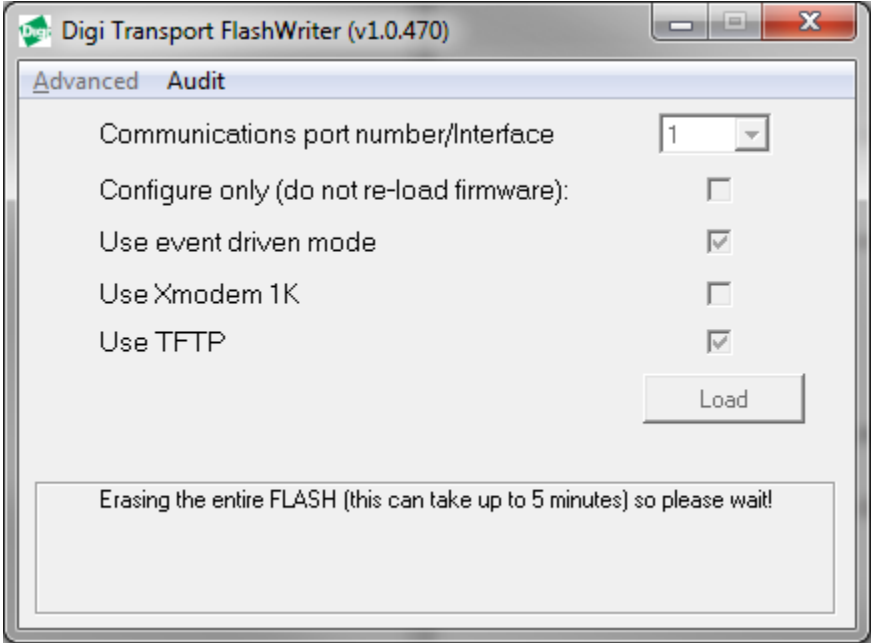 Digi Digi Transport FlashWriter (v1.0.470)
Advanced Audit
Communications port number/Interface 1
Configure only (do not re-load firmware):
Use event driven mode
Use Xmodem 1K
Use TFTP
Load
Erasing the entire FLASH (this can take up to 5 minutes) so please wait!